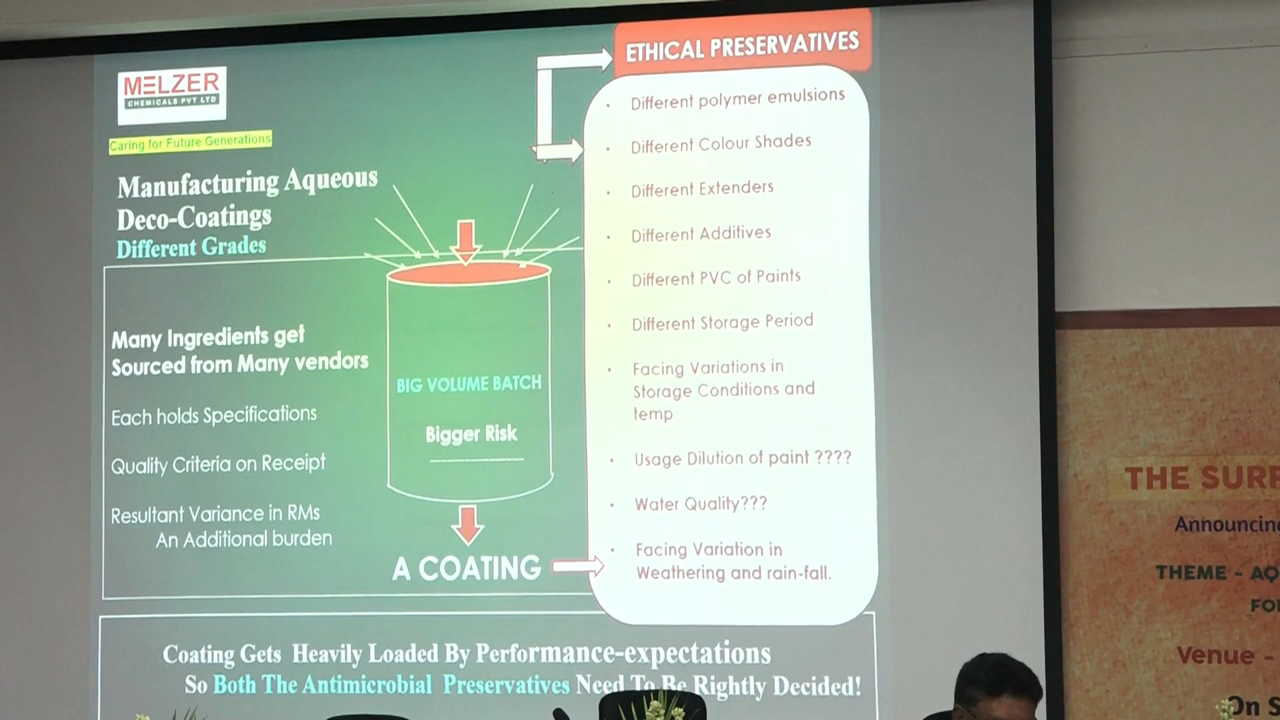 MELZER
CHEMICALS PVT LTD
Caring for Future Generations
Manufacturing Aqueous
Deco-Coatings
Different Grades
Many Ingredients get
Sourced from Many vendors
Each holds Specifications
Quality Criteria on Receipt
Resultant Variance in RMs
An Additional burden
BIG VOLUME BATCH
Bigger Risk
A COATING
ETHICAL PRESERVATIVES
• Different polymer emulsions
• Different Colour Shades
• Different Extenders
• Different Additives
• Different PVC of Paints
• Different Storage Period
• Facing Variations in
Storage Conditions and
temp
• Usage Dilution of paint ????
• Water Quality???
• Facing Variation in
Weathering and rain-fall.
Coating Gets Heavily Loaded By Performance-expectations
So Both The Antimicrobial Preservatives Need To Be Rightly Decided!
THE SURF
Announcin
THEME - AQ
FO
Venue -
On S